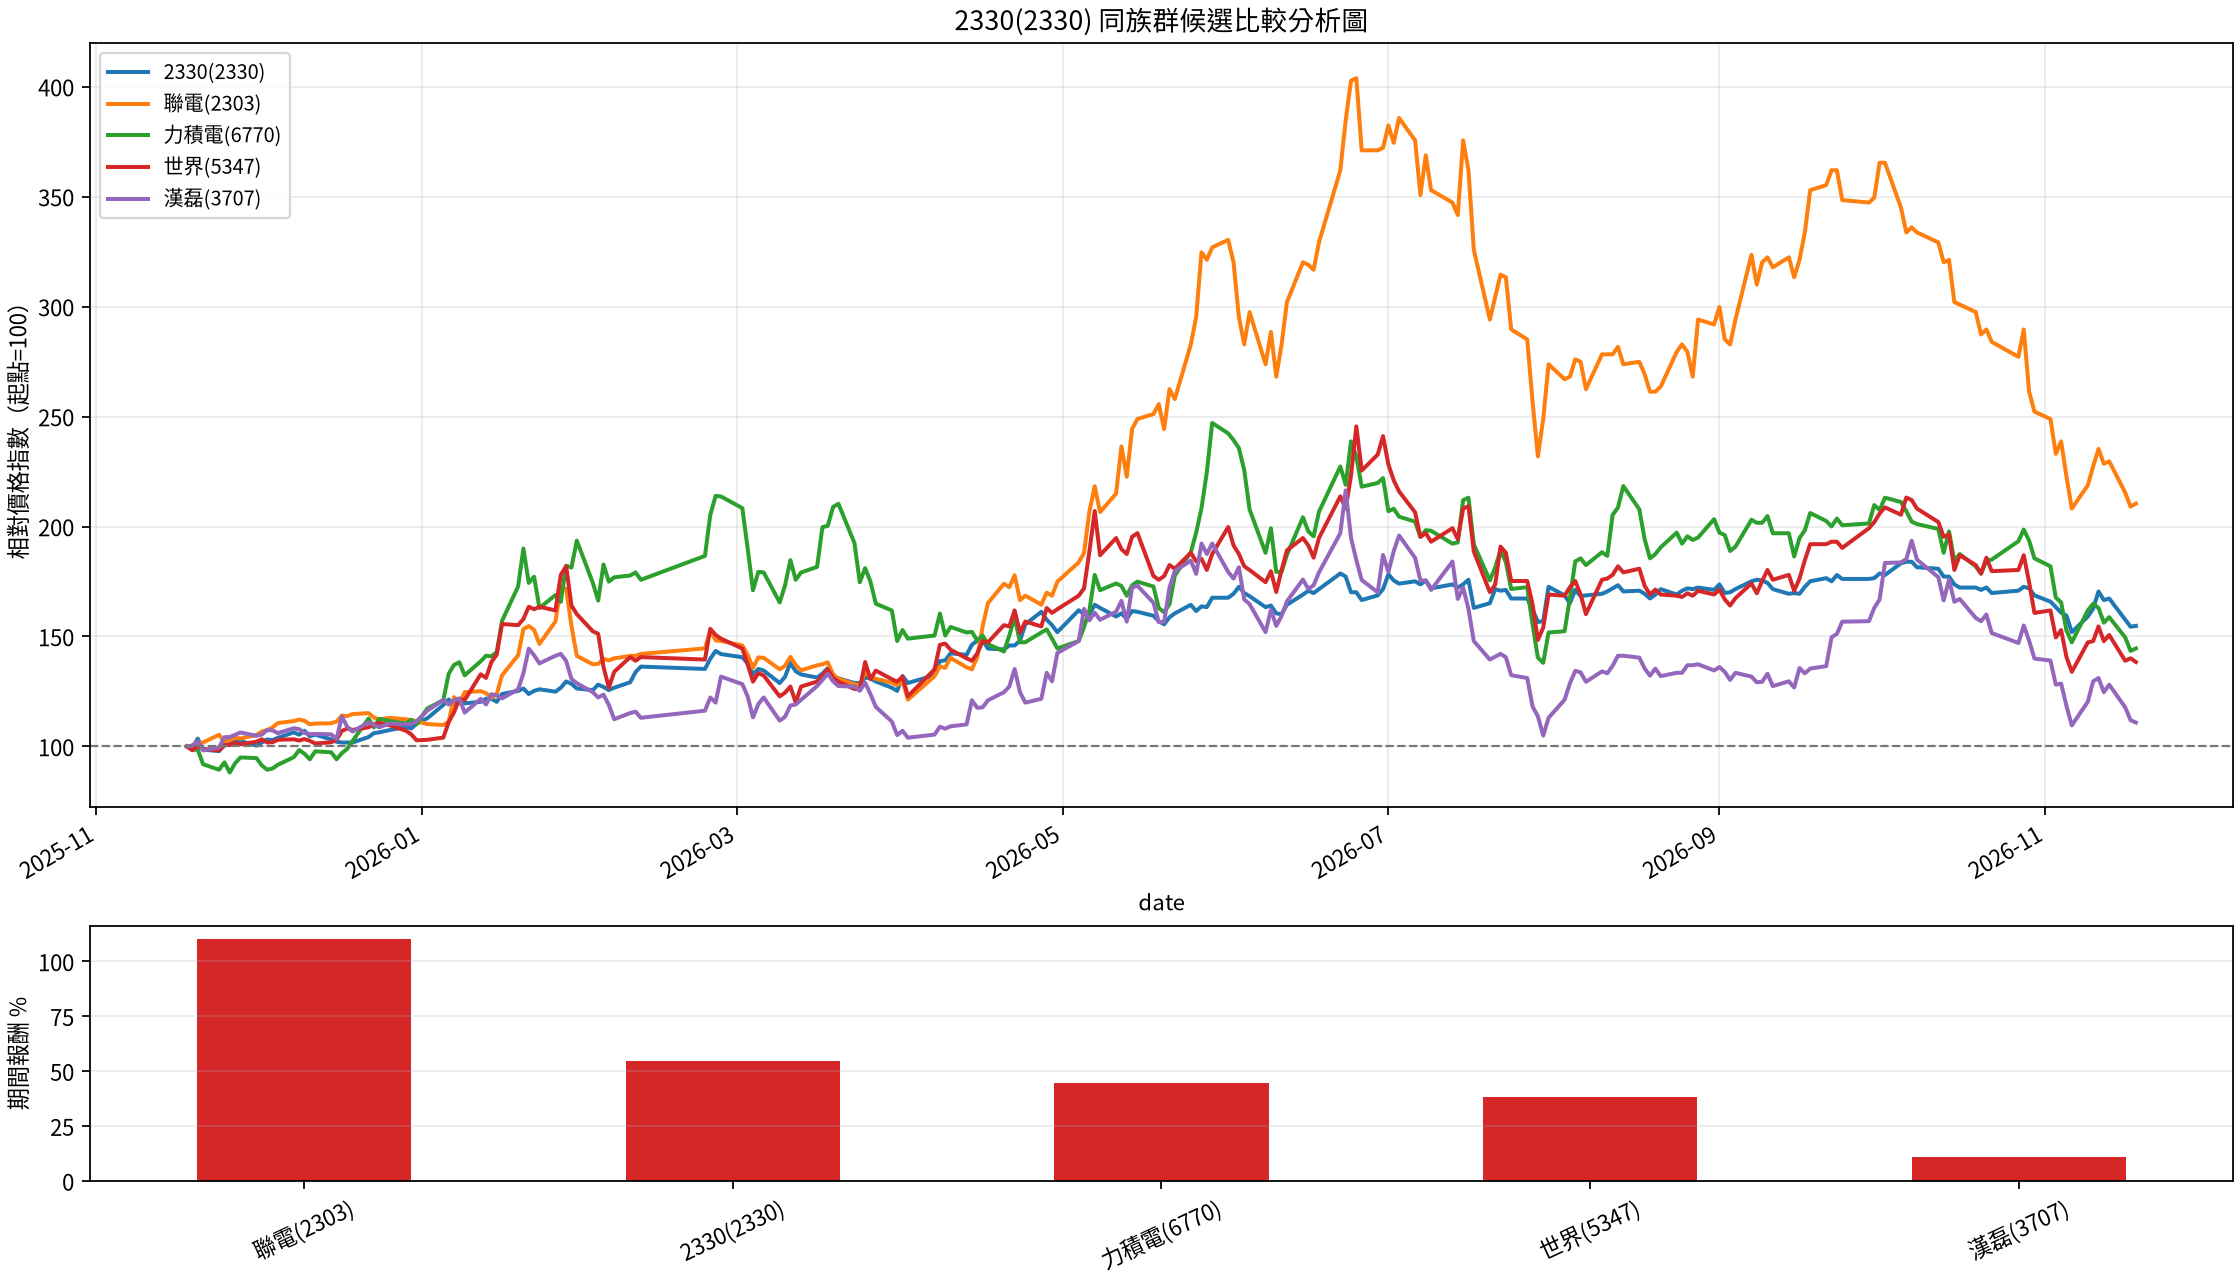 2330(2330) 同族群候選比較分析圖
2330(2330)
聯電(2303)
力積電(6770)
世界(5347)
漢磊(3707)
相對價格指數（起點=100）
400
350
300
250
200
150
100
2025-11
2026-01
2026-03
2026-05
2026-07
2026-09
2026-11
date
期間報酬 %
100
75
50
25
0
聯電(2303)
2330(2330)
力積電(6770)
世界(5347)
漢磊(3707)